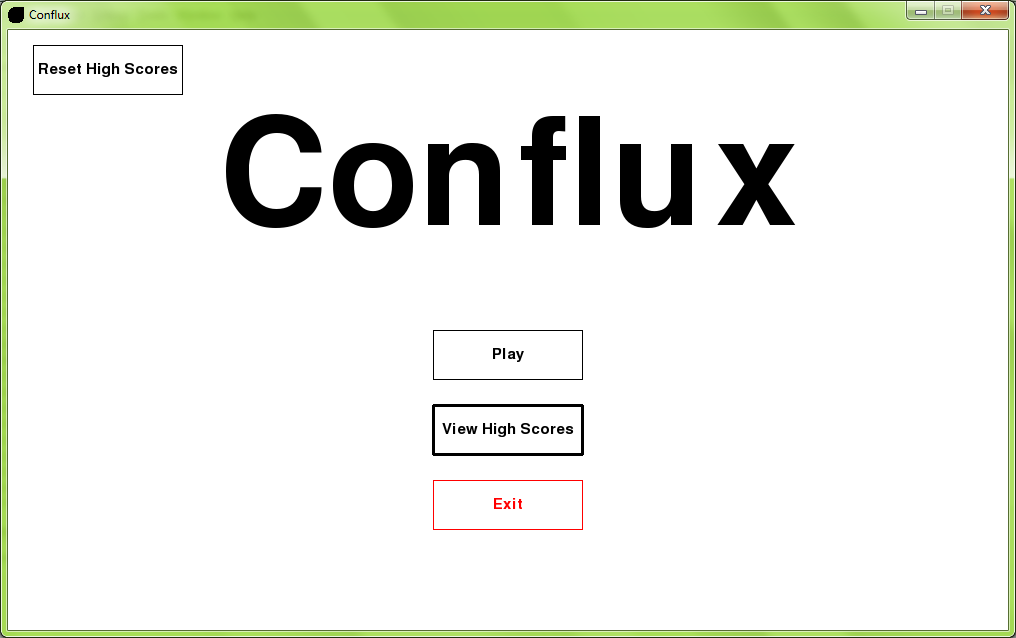 Conflux
Reset High Scores
Conflux
Play
View High Scores
Exit